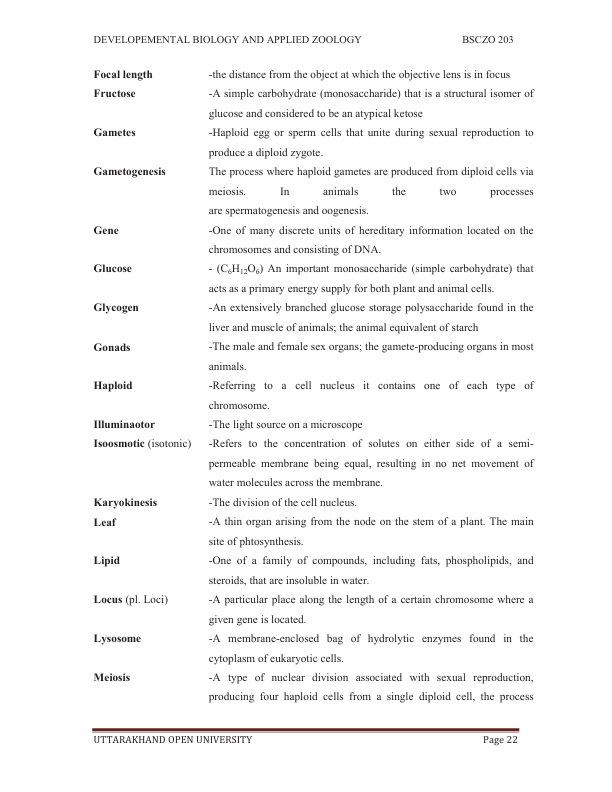 DEVELOPEMENTAL BIOLOGY AND APPLIED ZOOLOGY BSCZO 203
Focal length -the distance from the object at which the objective lens is in focus
Fructose -A simple carbohydrate (monosaccharide) that is a structural isomer of
glucose and considered to be an atypical ketose
Gametes -Haploid egg or sperm cells that unite during sexual reproduction to
produce a diploid zygote.
Gametogenesis The process where haploid gametes are produced from diploid cells via
meiosis. In animals the two processes
are spermatogenesis and oogenesis.
Gene -One of many discrete units of hereditary information located on the
chromosomes and consisting of DNA.
Glucose - (C₆H₁₂O₆) An important monosaccharide (simple carbohydrate) that
acts as a primary energy supply for both plant and animal cells.
Glycogen -An extensively branched glucose storage polysaccharide found in the
liver and muscle of animals; the animal equivalent of starch
Gonads -The male and female sex organs; the gamete-producing organs in most
animals.
Haploid -Referring to a cell nucleus it contains one of each type of
chromosome.
Illuminaotor -The light source on a microscope
Isoosmotic (isotonic) -Refers to the concentration of solutes on either side of a semi-
permeable membrane being equal, resulting in no net movement of
water molecules across the membrane.
Karyokinesis -The division of the cell nucleus.
Leaf -A thin organ arising from the node on the stem of a plant. The main
site of phtosynthesis.
Lipid -One of a family of compounds, including fats, phospholipids, and
steroids, that are insoluble in water.
Locus (pl. Loci) -A particular place along the length of a certain chromosome where a
given gene is located.
Lysosome -A membrane-enclosed bag of hydrolytic enzymes found in the
cytoplasm of eukaryotic cells.
Meiosis -A type of nuclear division associated with sexual reproduction,
producing four haploid cells from a single diploid cell, the process
UTTARAKHAND OPEN UNIVERSITY Page 22